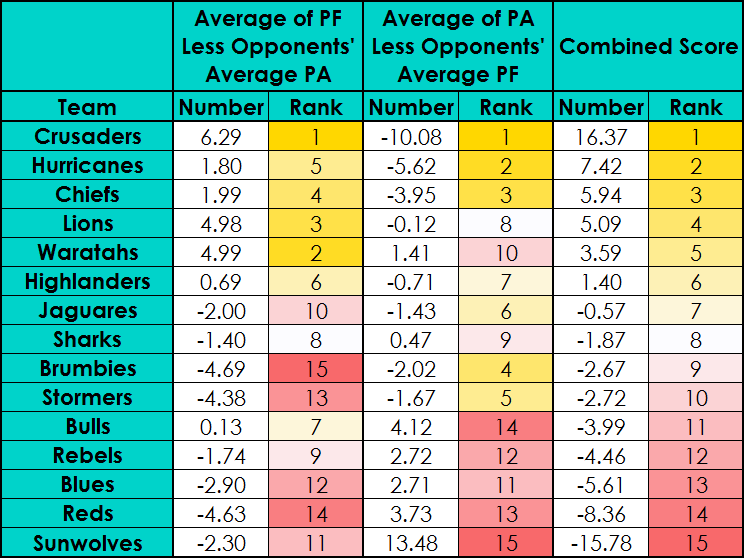 Average of PF Less Opponents' Average PA Average of PA Less Opponents' Average PF Combined Score
Team Number Rank Number Rank Number Rank
Crusaders 6.29 1 -10.08 1 16.37 1
Hurricanes 1.80 5 -5.62 2 7.42 2
Chiefs 1.99 4 -3.95 3 5.94 3
Lions 4.98 3 -0.12 8 5.09 4
Waratahs 4.99 2 1.41 10 3.59 5
Highlanders 0.69 6 -0.71 7 1.40 6
Jaguares -2.00 10 -1.43 6 -0.57 7
Sharks -1.40 8 0.47 9 -1.87 8
Brumbies -4.69 15 -2.02 4 -2.67 9
Stormers -4.38 13 -1.67 5 -2.72 10
Bulls 0.13 7 4.12 14 -3.99 11
Rebels -1.74 9 2.72 12 -4.46 12
Blues -2.90 12 2.71 11 -5.61 13
Reds -4.63 14 3.73 13 -8.36 14
Sunwolves -2.30 11 13.48 15 -15.78 15